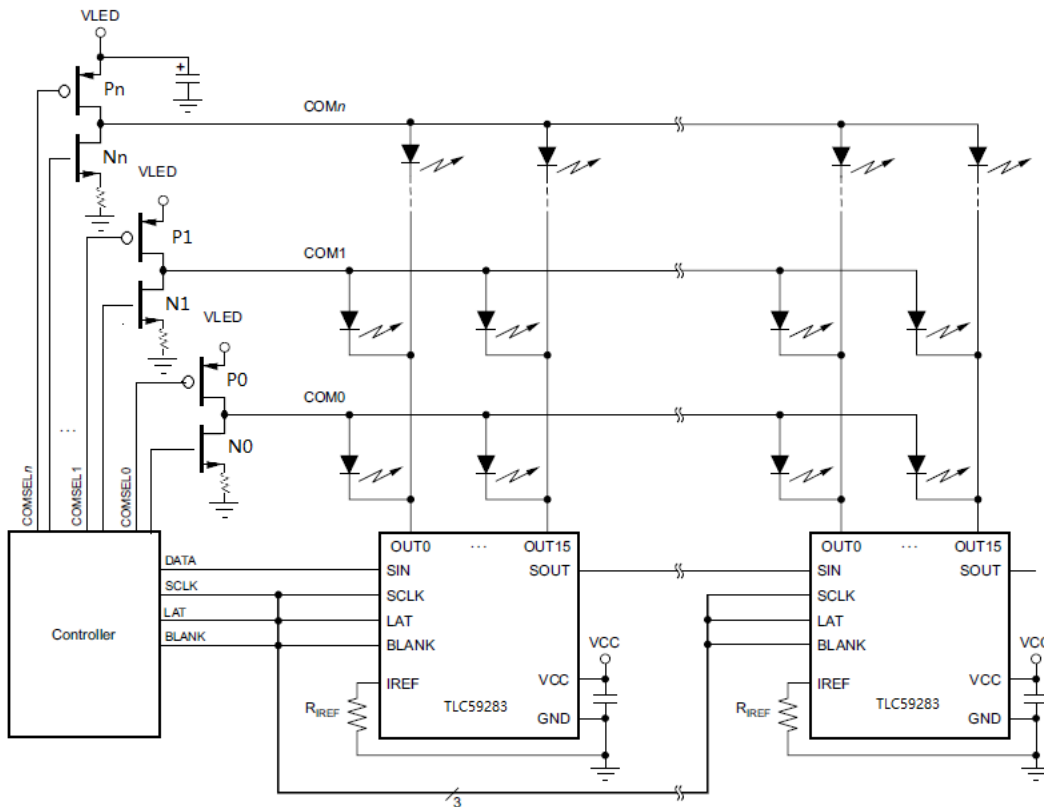 VLED
Pn
COMn
Nn
VLED
P1
COM1
N1
VLED
P0
COM0
N0
...
COMSELn
COMSEL1
COMSEL0
Controller
DATA
SCLK
LAT
BLANK
OUT0 ... OUT15
SIN SOUT
SCLK
LAT
BLANK
IREF
VCC
GND
TLC59283
RIREF
VCC
OUT0 ... OUT15
SIN SOUT
SCLK
LAT
BLANK
IREF
VCC
GND
TLC59283
RIREF
VCC
3